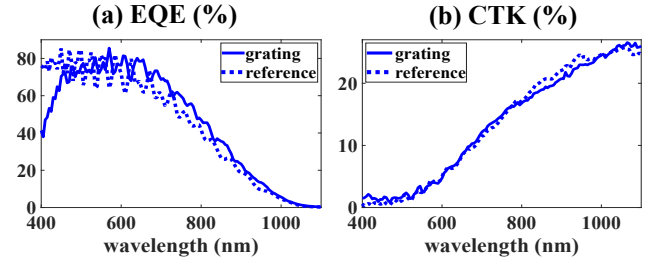 (a) EQE (%)
grating
reference
80
60
40
20
0
400
600
800
1000
wavelength (nm)
(b) CTK (%)
grating
reference
20
10
0
400
600
800
1000
wavelength (nm)